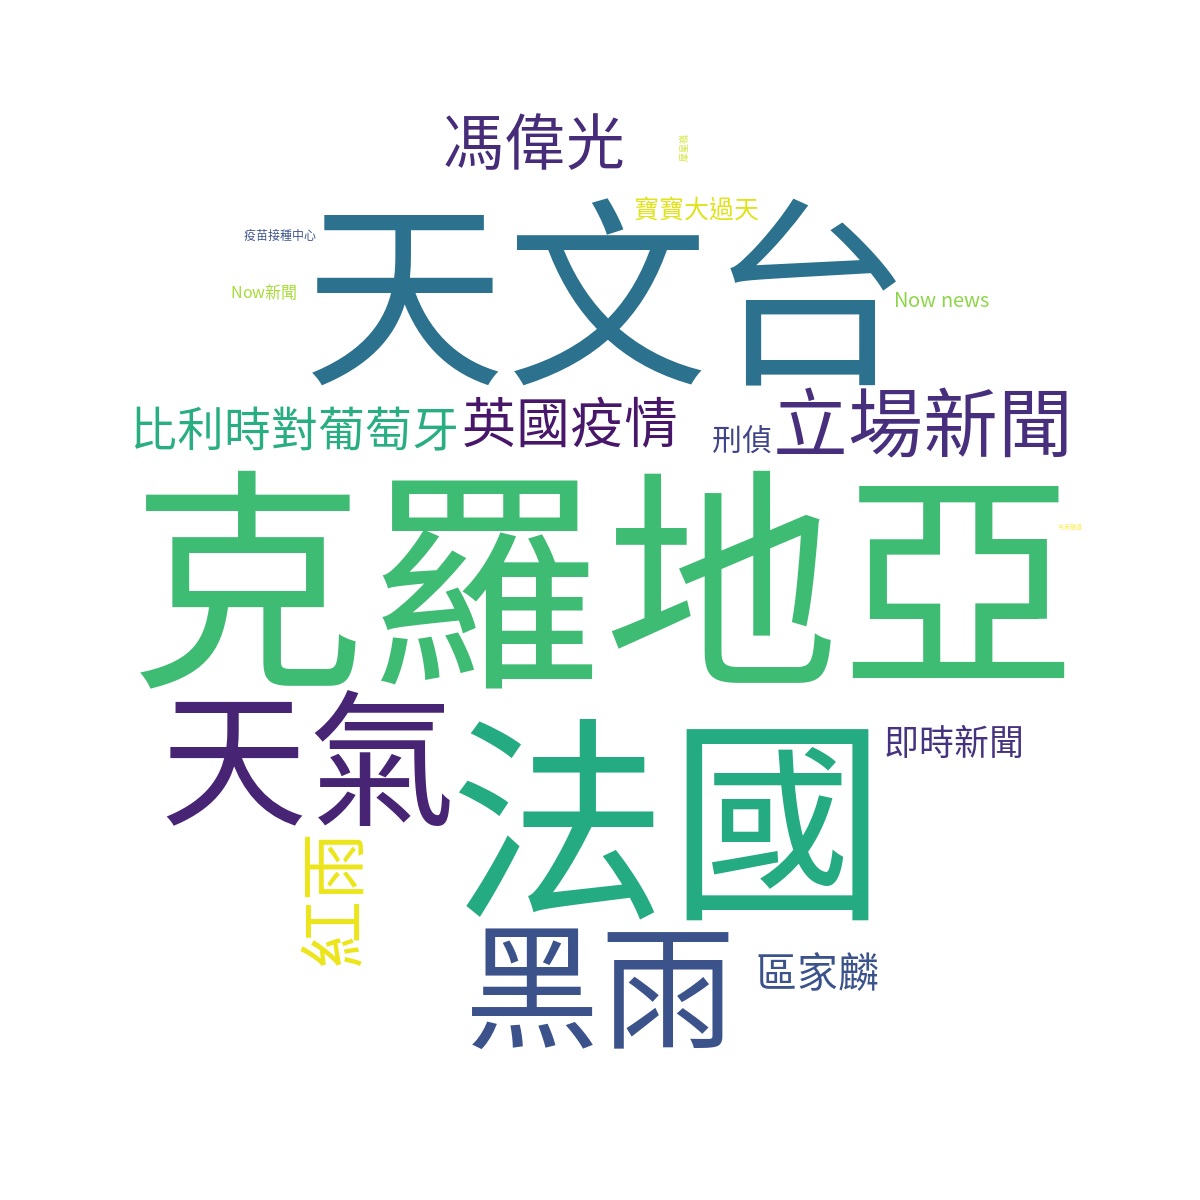 馮偉光
寶寶大過天
天文台
疫苗接種中心
Now新聞
Now news
比利時對葡萄牙
英國疫情
刑偵
立場新聞
克羅地亞
天氣
法國
即時新聞
紅雨
黑雨
區家麟